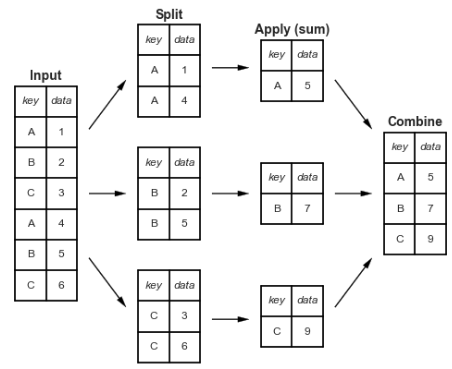 Input
key data
A 1
B 2
C 3
A 4
B 5
C 6
Split
key data
A 1
A 4
key data
B 2
B 5
key data
C 3
C 6
Apply (sum)
key data
A 5
key data
B 7
key data
C 9
Combine
key data
A 5
B 7
C 9